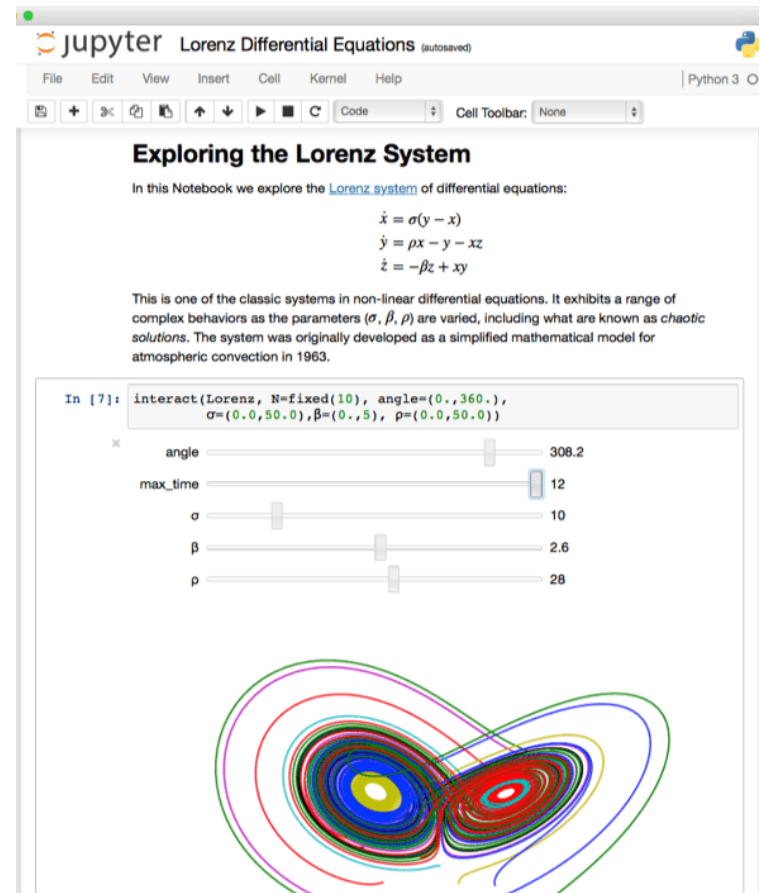 jupyter Lorenz Differential Equations (autosaved)
File Edit View Insert Cell Kernel Help Python 3
Code Cell Toolbar: None
Exploring the Lorenz System
In this Notebook we explore the Lorenz system of differential equations:
ẋ = σ(y − x)
ẏ = ρx − y − xz
ż = −βz + xy
This is one of the classic systems in non-linear differential equations. It exhibits a range of
complex behaviors as the parameters (σ, β, ρ) are varied, including what are known as chaotic
solutions. The system was originally developed as a simplified mathematical model for
atmospheric convection in 1963.
In [7]: interact(Lorenz, N=fixed(10), angle=(0.,360.),
σ=(0.0,50.0),β=(0.,5), ρ=(0.0,50.0))
angle 308.2
max_time 12
σ 10
β 2.6
ρ 28